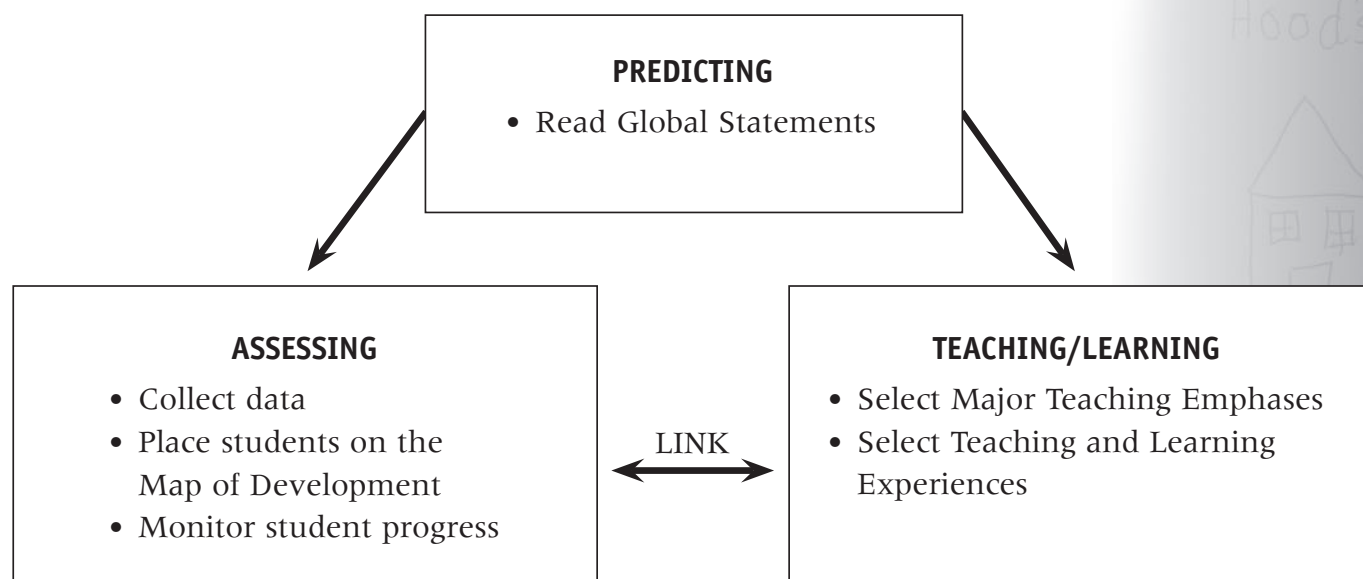 Hoods
PREDICTING
• Read Global Statements
ASSESSING
• Collect data
• Place students on the
Map of Development
• Monitor student progress
LINK
TEACHING/LEARNING
• Select Major Teaching Emphases
• Select Teaching and Learning
Experiences